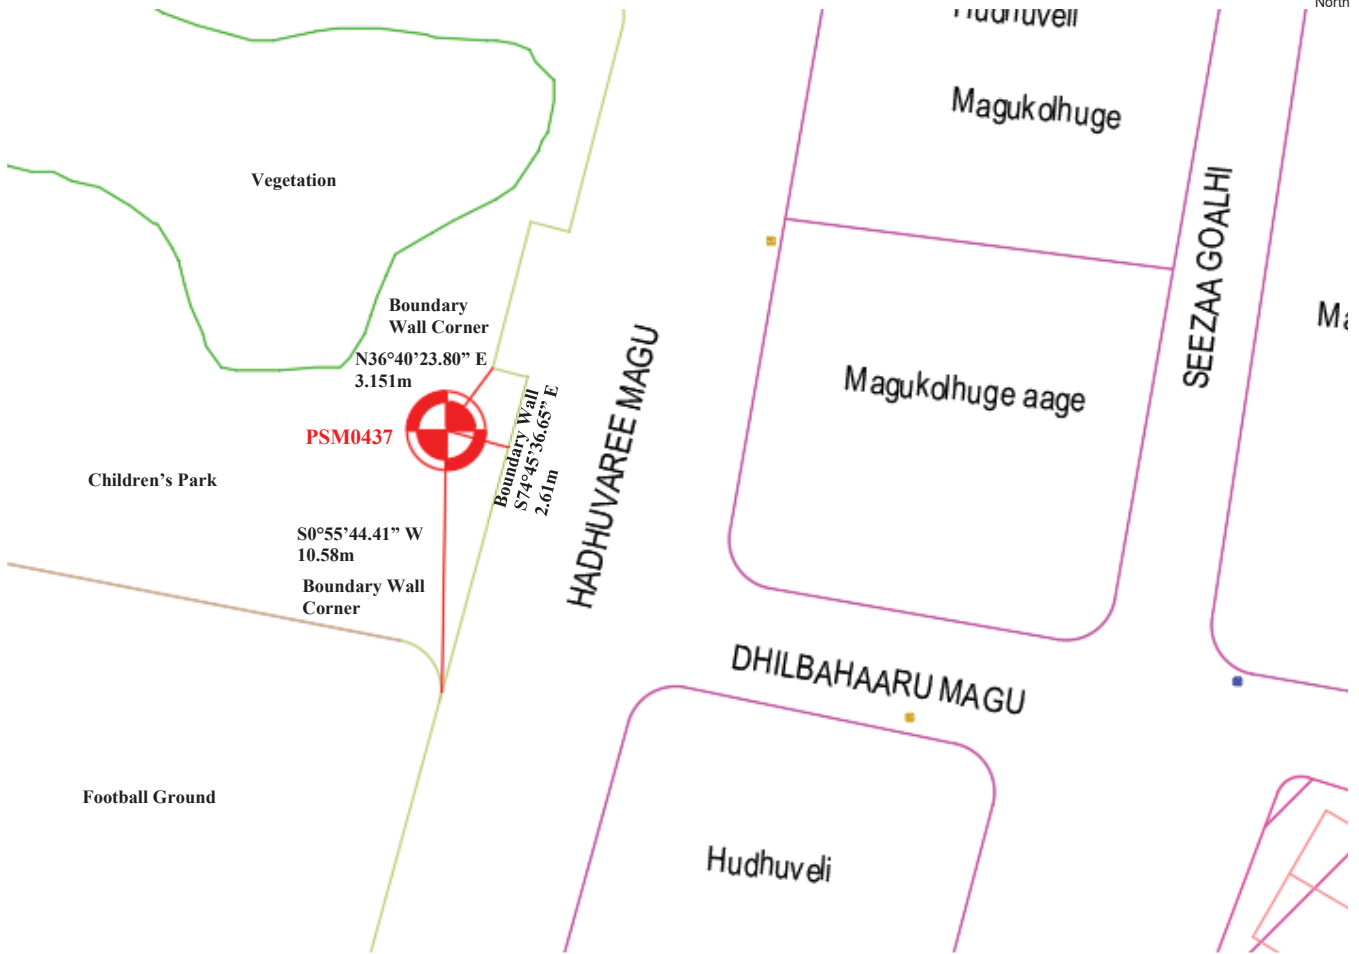 North
Hudhuveli
Magukolhuge
Vegetation
SEEZAA GOALHI
Boundary
Wall Corner
N36°40'23.80” E
3.151m
Magukolhuge aage
HADHUVAREE MAGU
Boundary Wall
S74°45'36.65” E
2.61m
PSM0437
Children's Park
S0°55'44.41” W
10.58m
Boundary Wall
Corner
DHILBAHAARU MAGU
Football Ground
Hudhuveli